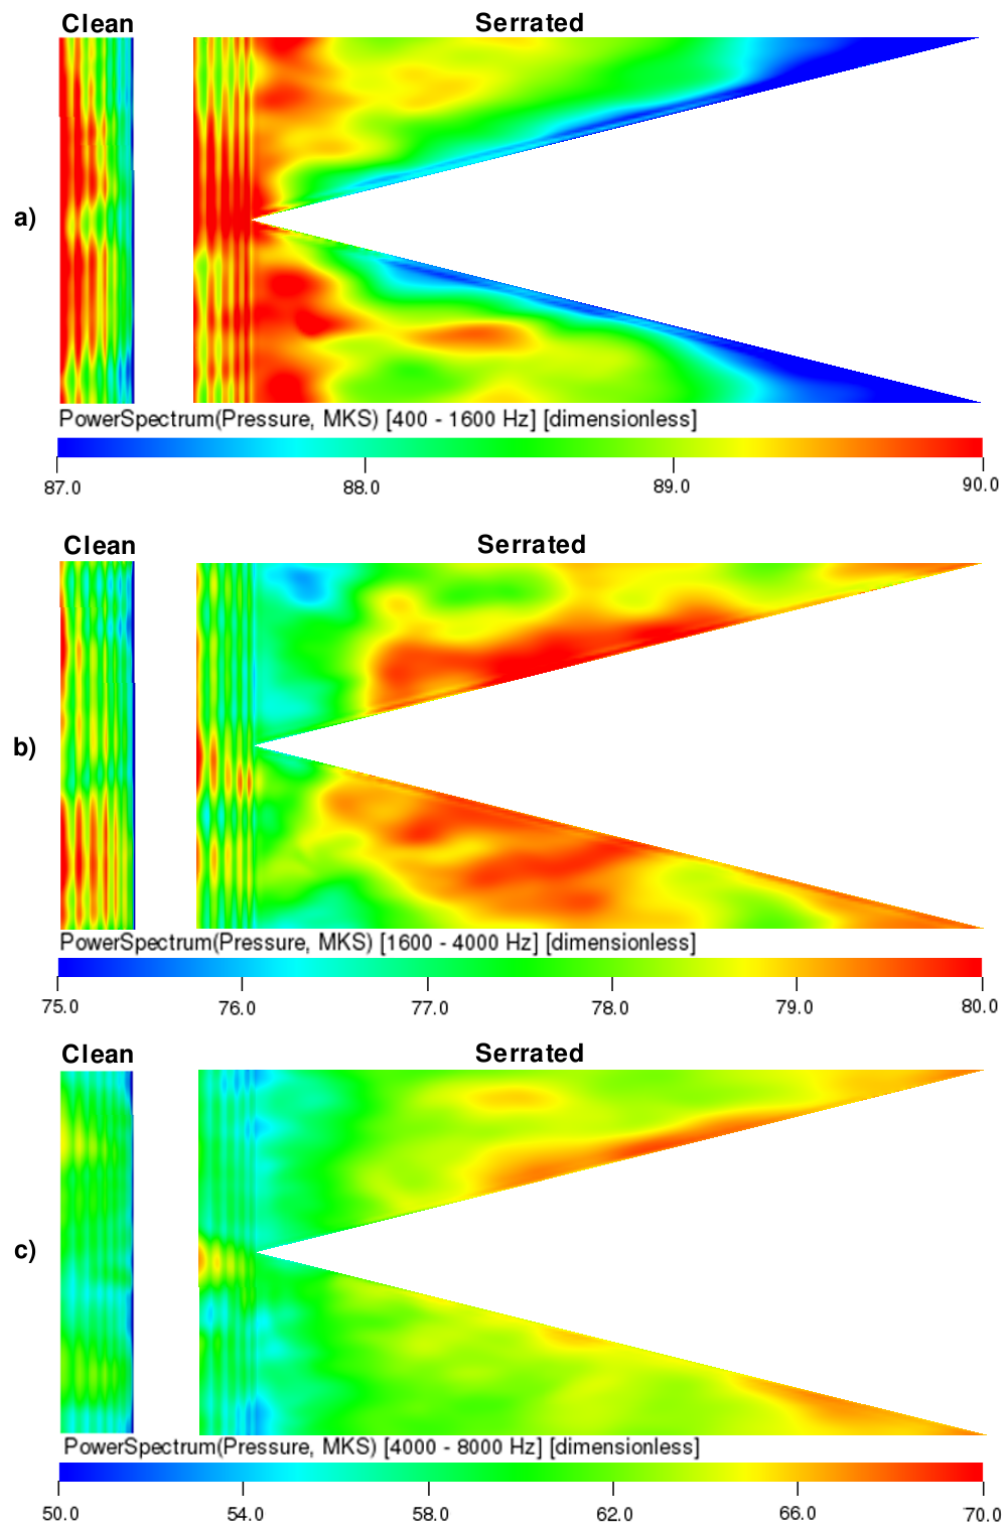 Clean Serrated
a)
PowerSpectrum(Pressure, MKS) [400 - 1600 Hz] [dimensionless]
87.0 88.0 89.0 90.0
Clean Serrated
b)
PowerSpectrum(Pressure, MKS) [1600 - 4000 Hz] [dimensionless]
75.0 76.0 77.0 78.0 79.0 80.0
Clean Serrated
c)
PowerSpectrum(Pressure, MKS) [4000 - 8000 Hz] [dimensionless]
50.0 54.0 58.0 62.0 66.0 70.0